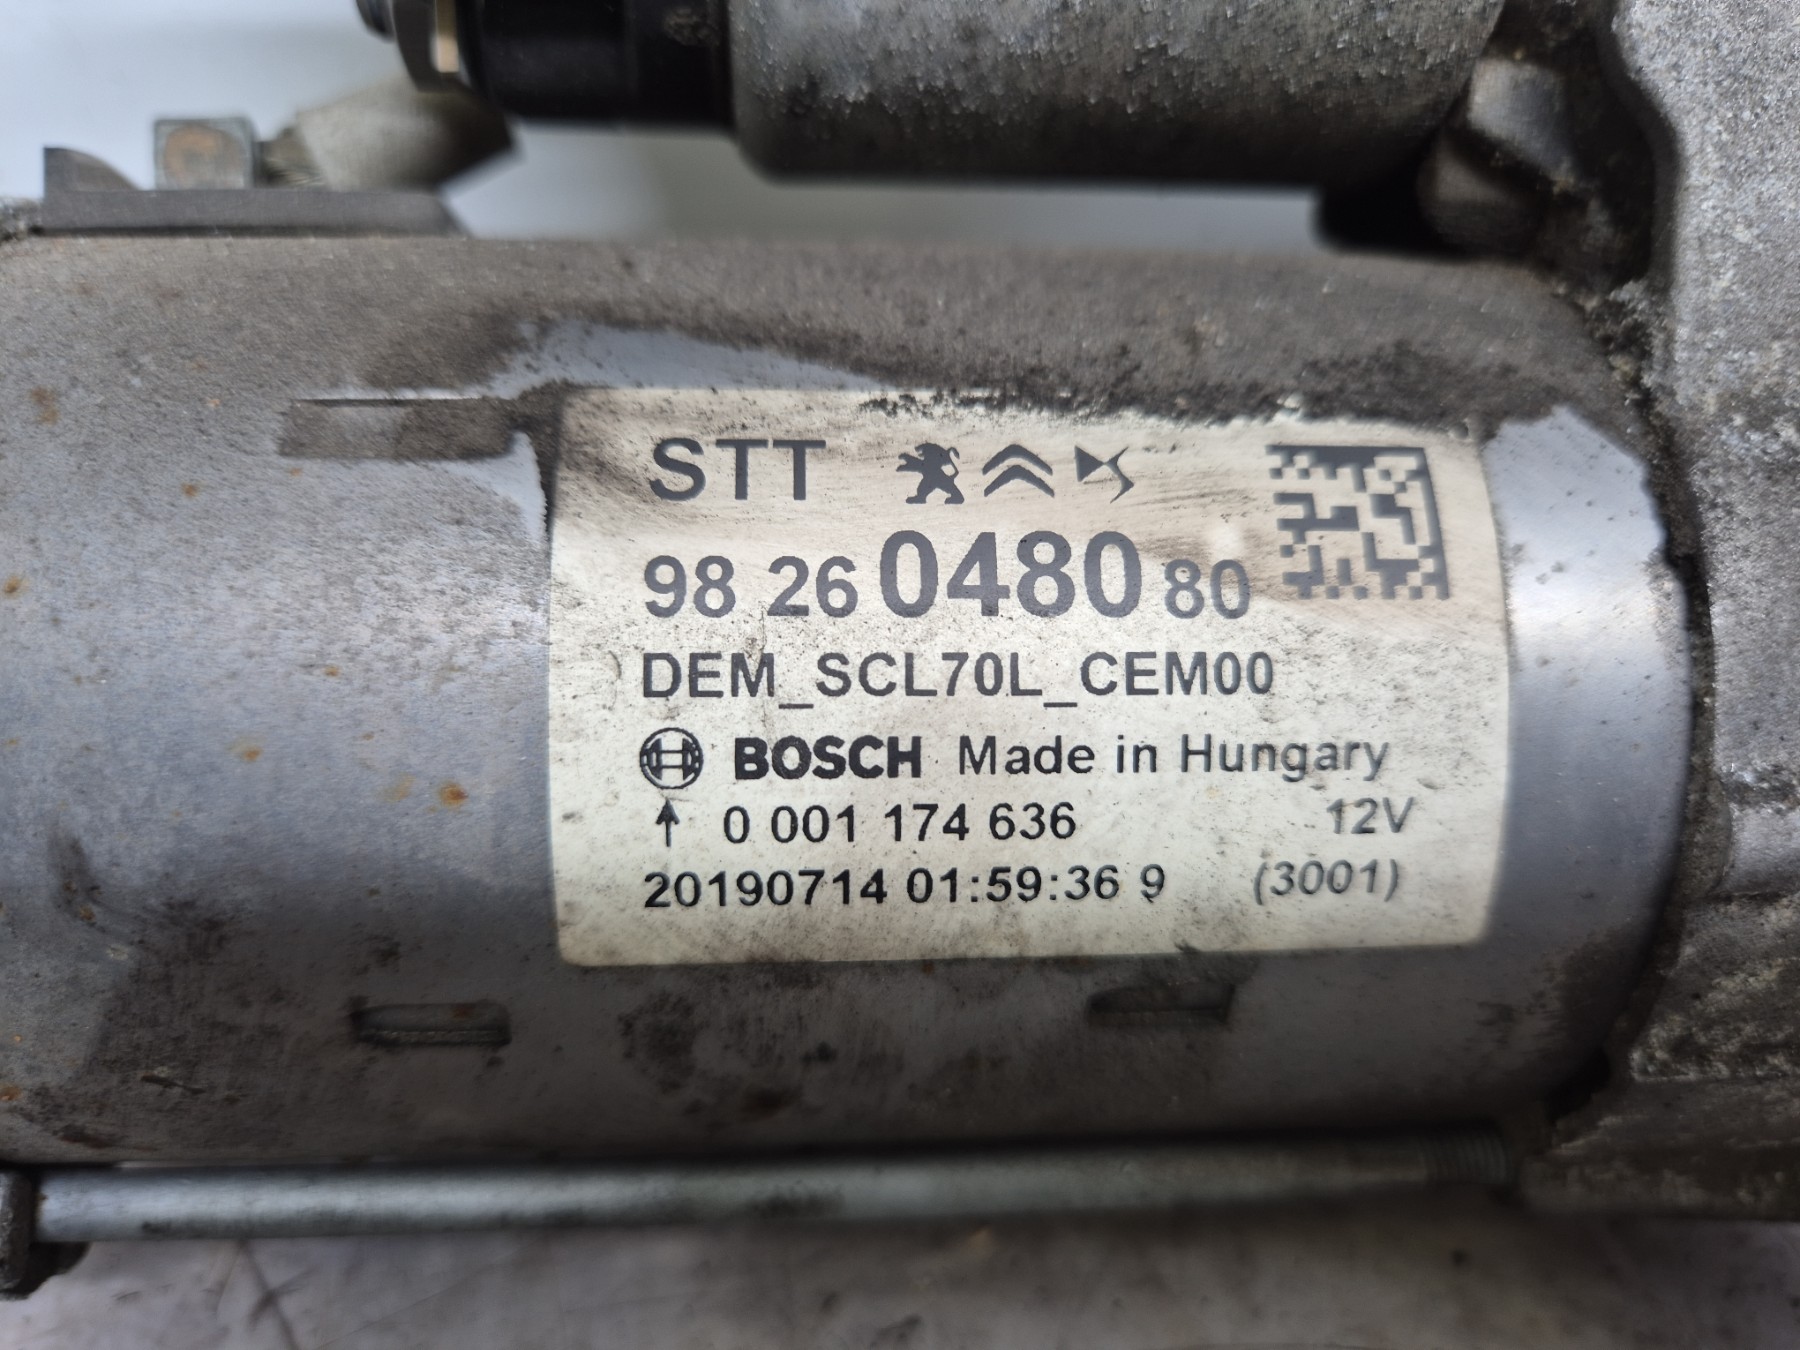 STT
98 26 0480 80
DEM_SCL70L_CEM00
BOSCH Made in Hungary
0 001 174 636 12V
20190714 01:59:36 9 (3001)